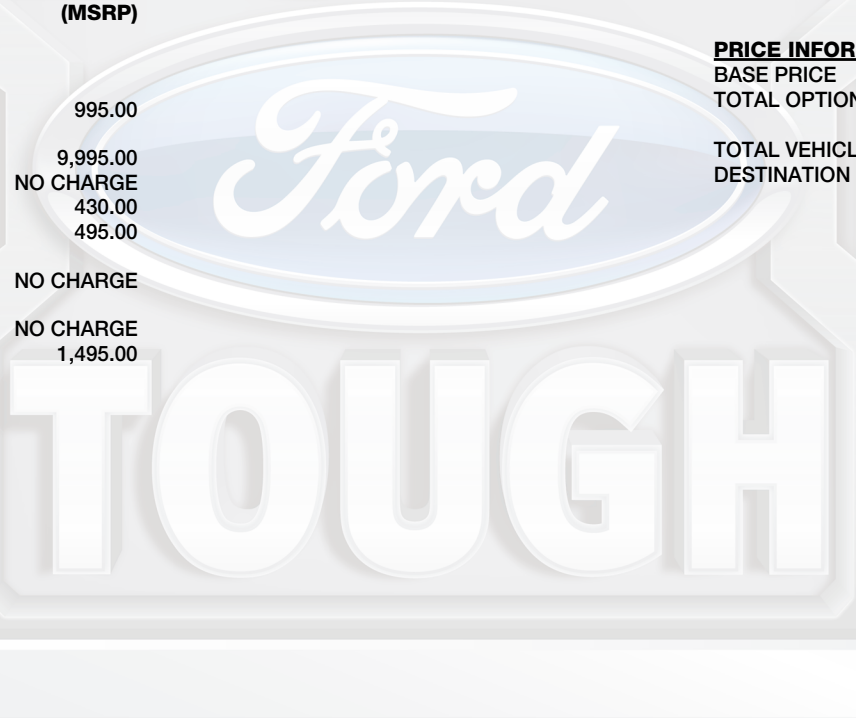 (MSRP)
995.00
9,995.00
NO CHARGE
430.00
495.00
NO CHARGE
NO CHARGE
1,495.00
PRICE INFOR
BASE PRICE
TOTAL OPTION
TOTAL VEHICL
DESTINATION
Ford
TOUGH